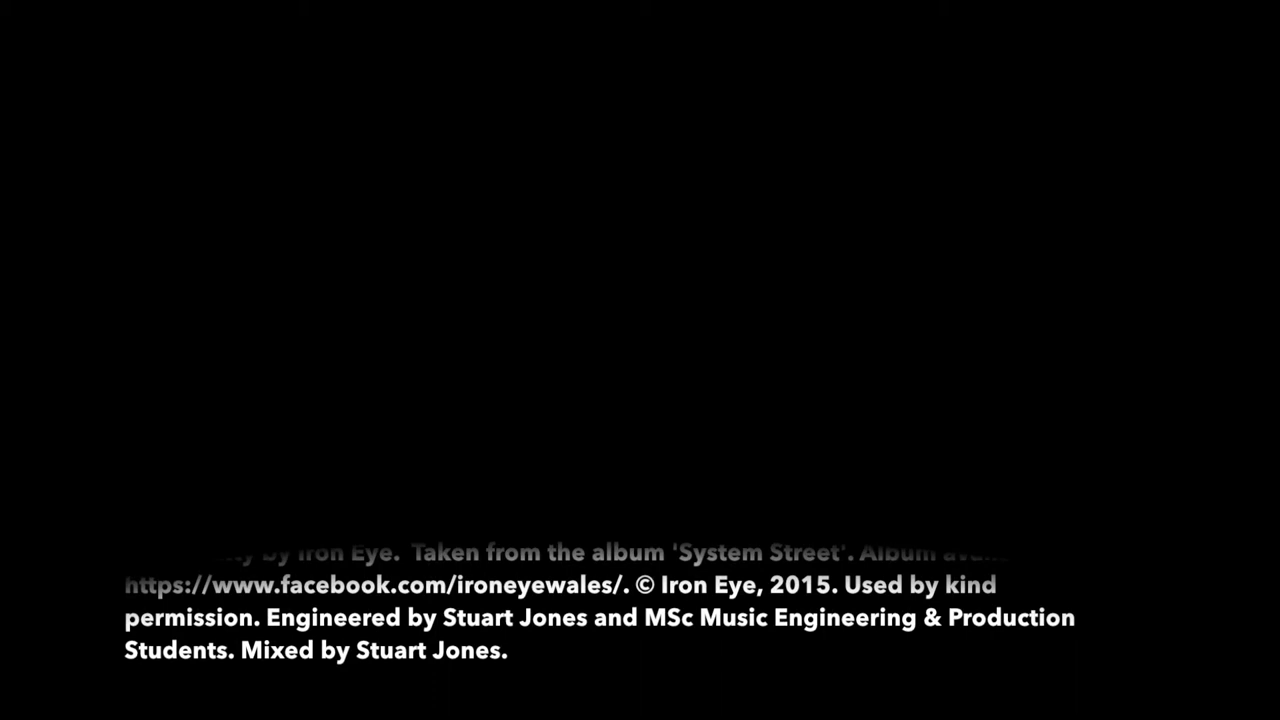 by Iron Eye. Taken from the album 'System Street'. Album
https://www.facebook.com/ironeyewales/. © Iron Eye, 2015. Used by kind
permission. Engineered by Stuart Jones and MSc Music Engineering & Production
Students. Mixed by Stuart Jones.